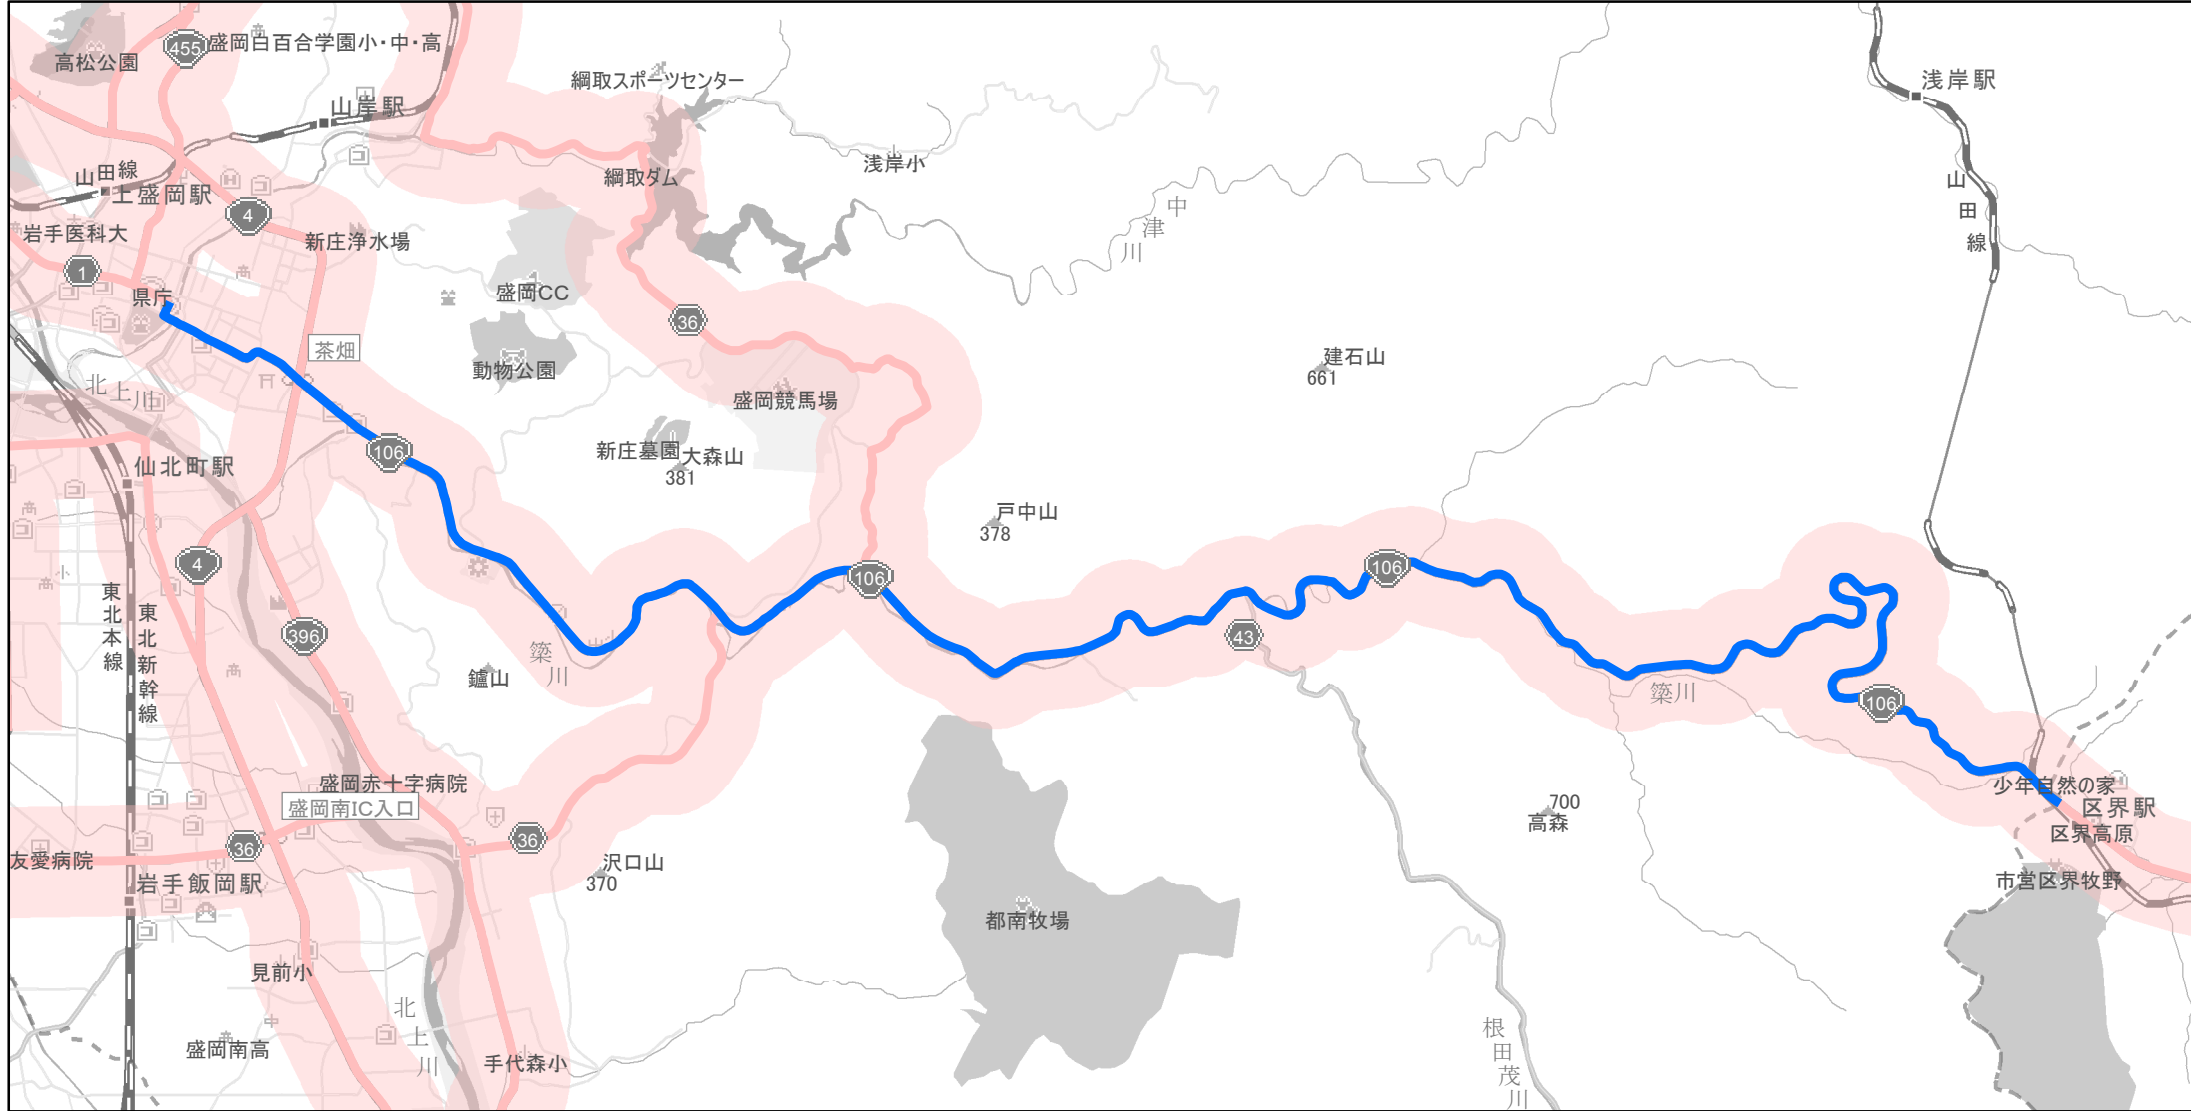 455
盛岡白百合学園小・中・高
高松公園
綱取スポーツセンター
浅岸駅
山岸駅
浅岸小
綱取ダム
山田線
上盛岡駅
山田線
中津川
4
岩手医科大
新庄浄水場
1
県庁
盛岡CC
36
茶畑
建石山
661
動物公園
北上川
盛岡競馬場
新庄墓園
大森山
381
106
仙北町駅
戸中山
378
4
106
106
小
東北本線
東北新幹線
396
43
簗川
鑪山
簗川
106
盛岡赤十字病院
少年自然の家
盛岡南IC入口
区界駅
700
高森
区界高原
36
36
友愛病院
沢口山
370
岩手飯岡駅
市営区界牧野
都南牧場
見前小
北上川
中
盛岡南高
手代森小
根田茂川